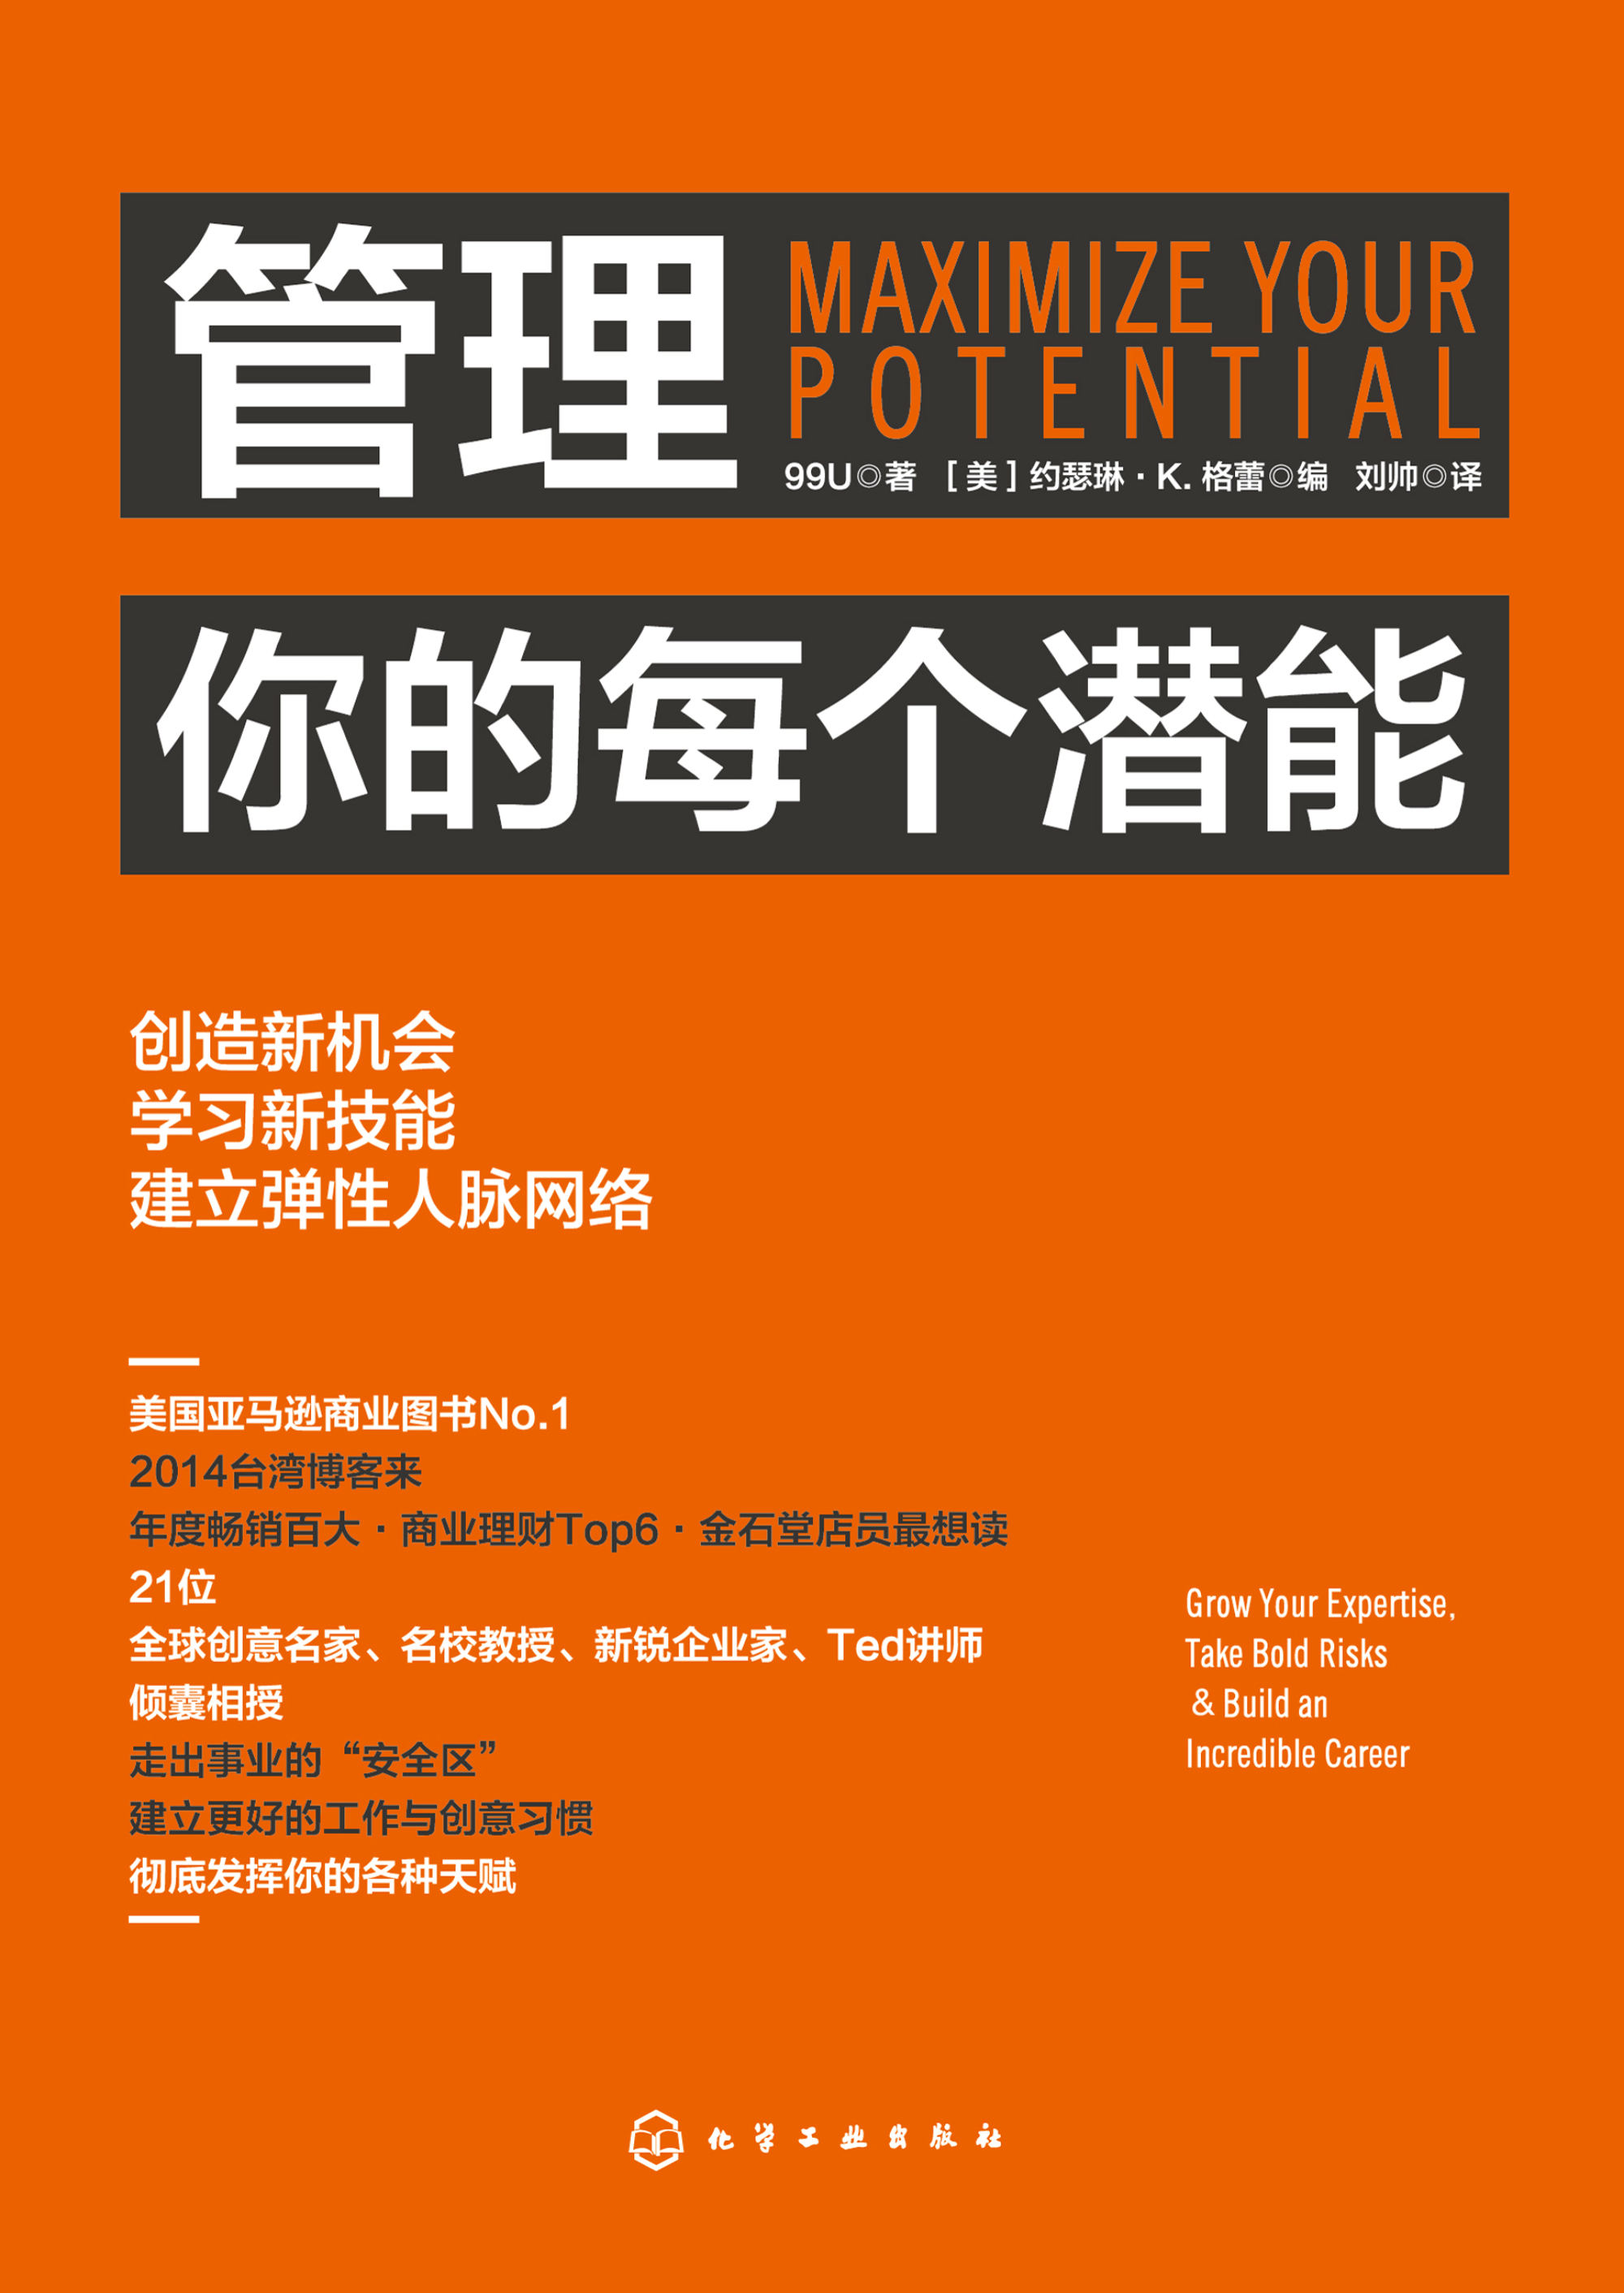 管理
MAXIMIZE YOUR
POTENTIAL
99U◎著 [美]约瑟琳·K.格蕾◎编 刘帅◎译
你的每个潜能
创造新机会
学习新技能
建立弹性人脉网络
美国亚马逊商业图书No.1
2014台湾博客来
年度畅销百大·商业理财Top6·金石堂店员最想读
21位
全球创意名家、名校教授、新锐企业家、Ted讲师
倾囊相授
走出事业的“安全区”
建立更好的工作与创意习惯
彻底发挥你的各种天赋
Grow Your Expertise,
Take Bold Risks
& Build an
Incredible Career
化学工业出版社